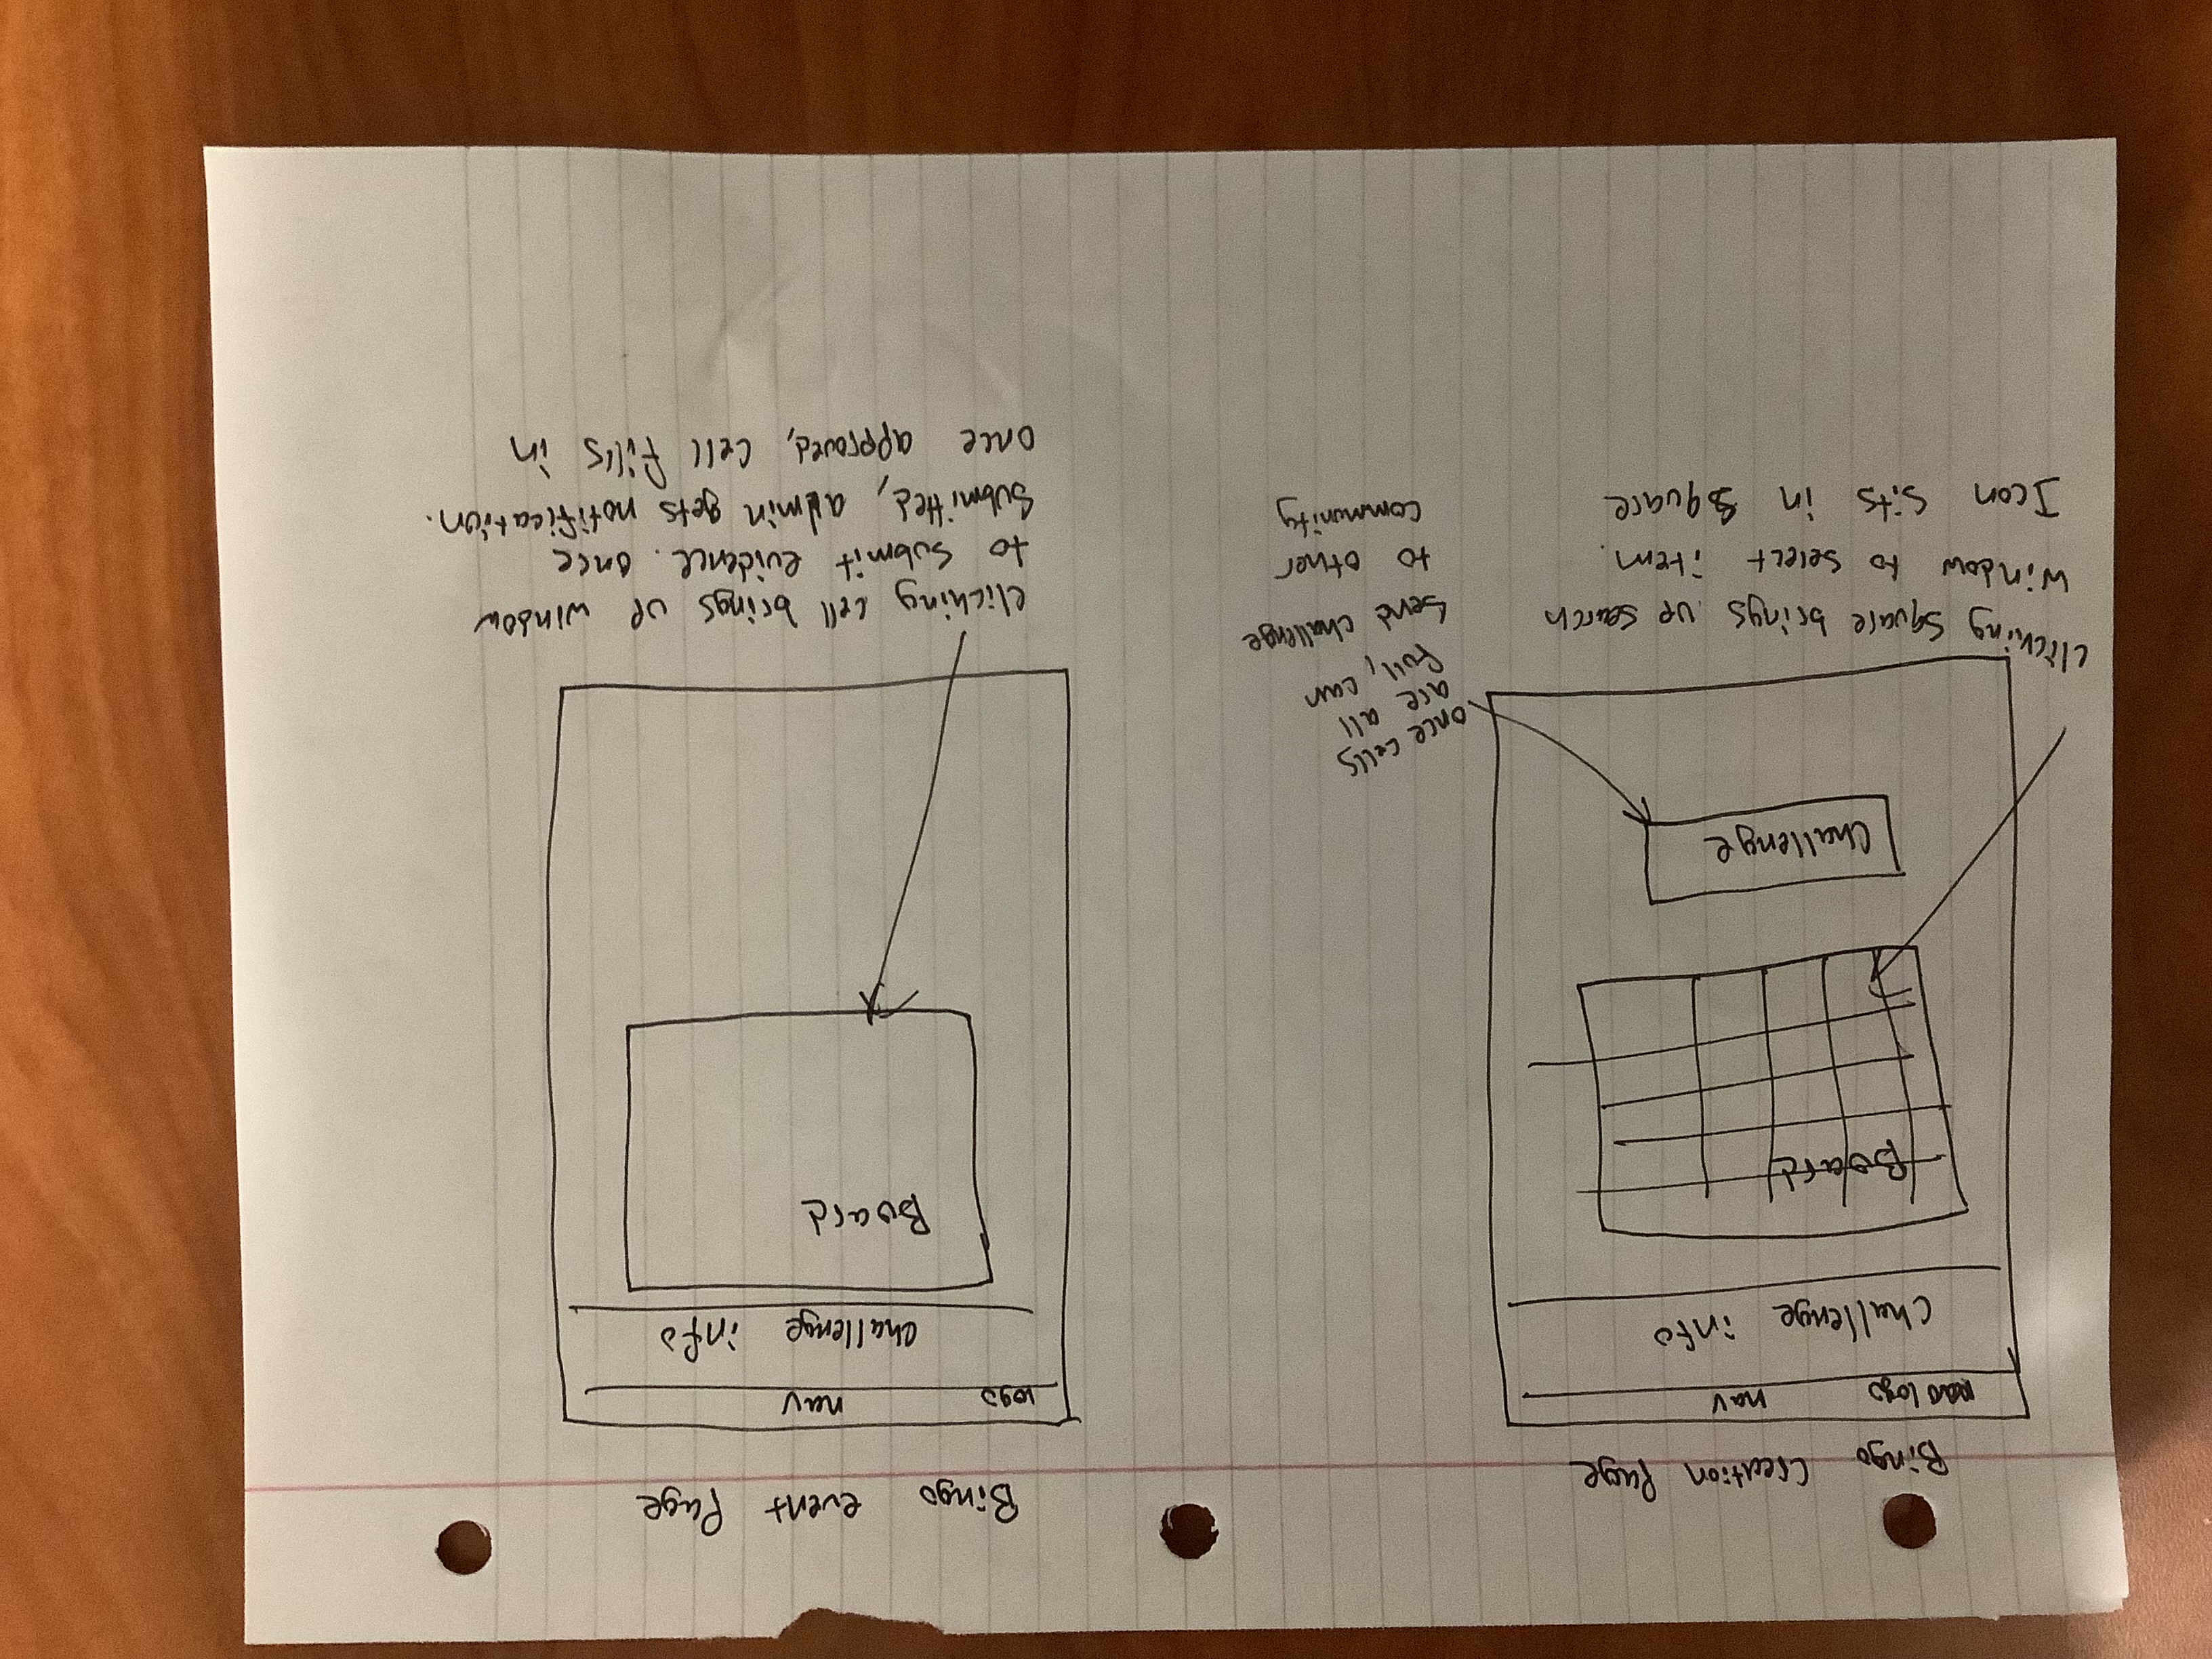 Bingo Creation Page
logo nav
Challenge info
Board
Challenge
clicking square brings up search
window to select item.
Icon sits in square
once cells
are all
full, can
send challenge
to other
community
Bingo event Page
logo nav
challenge info
Board
clicking cell brings up window
to submit evidence. once
submitted, admin gets notification.
once approved, cell fills in